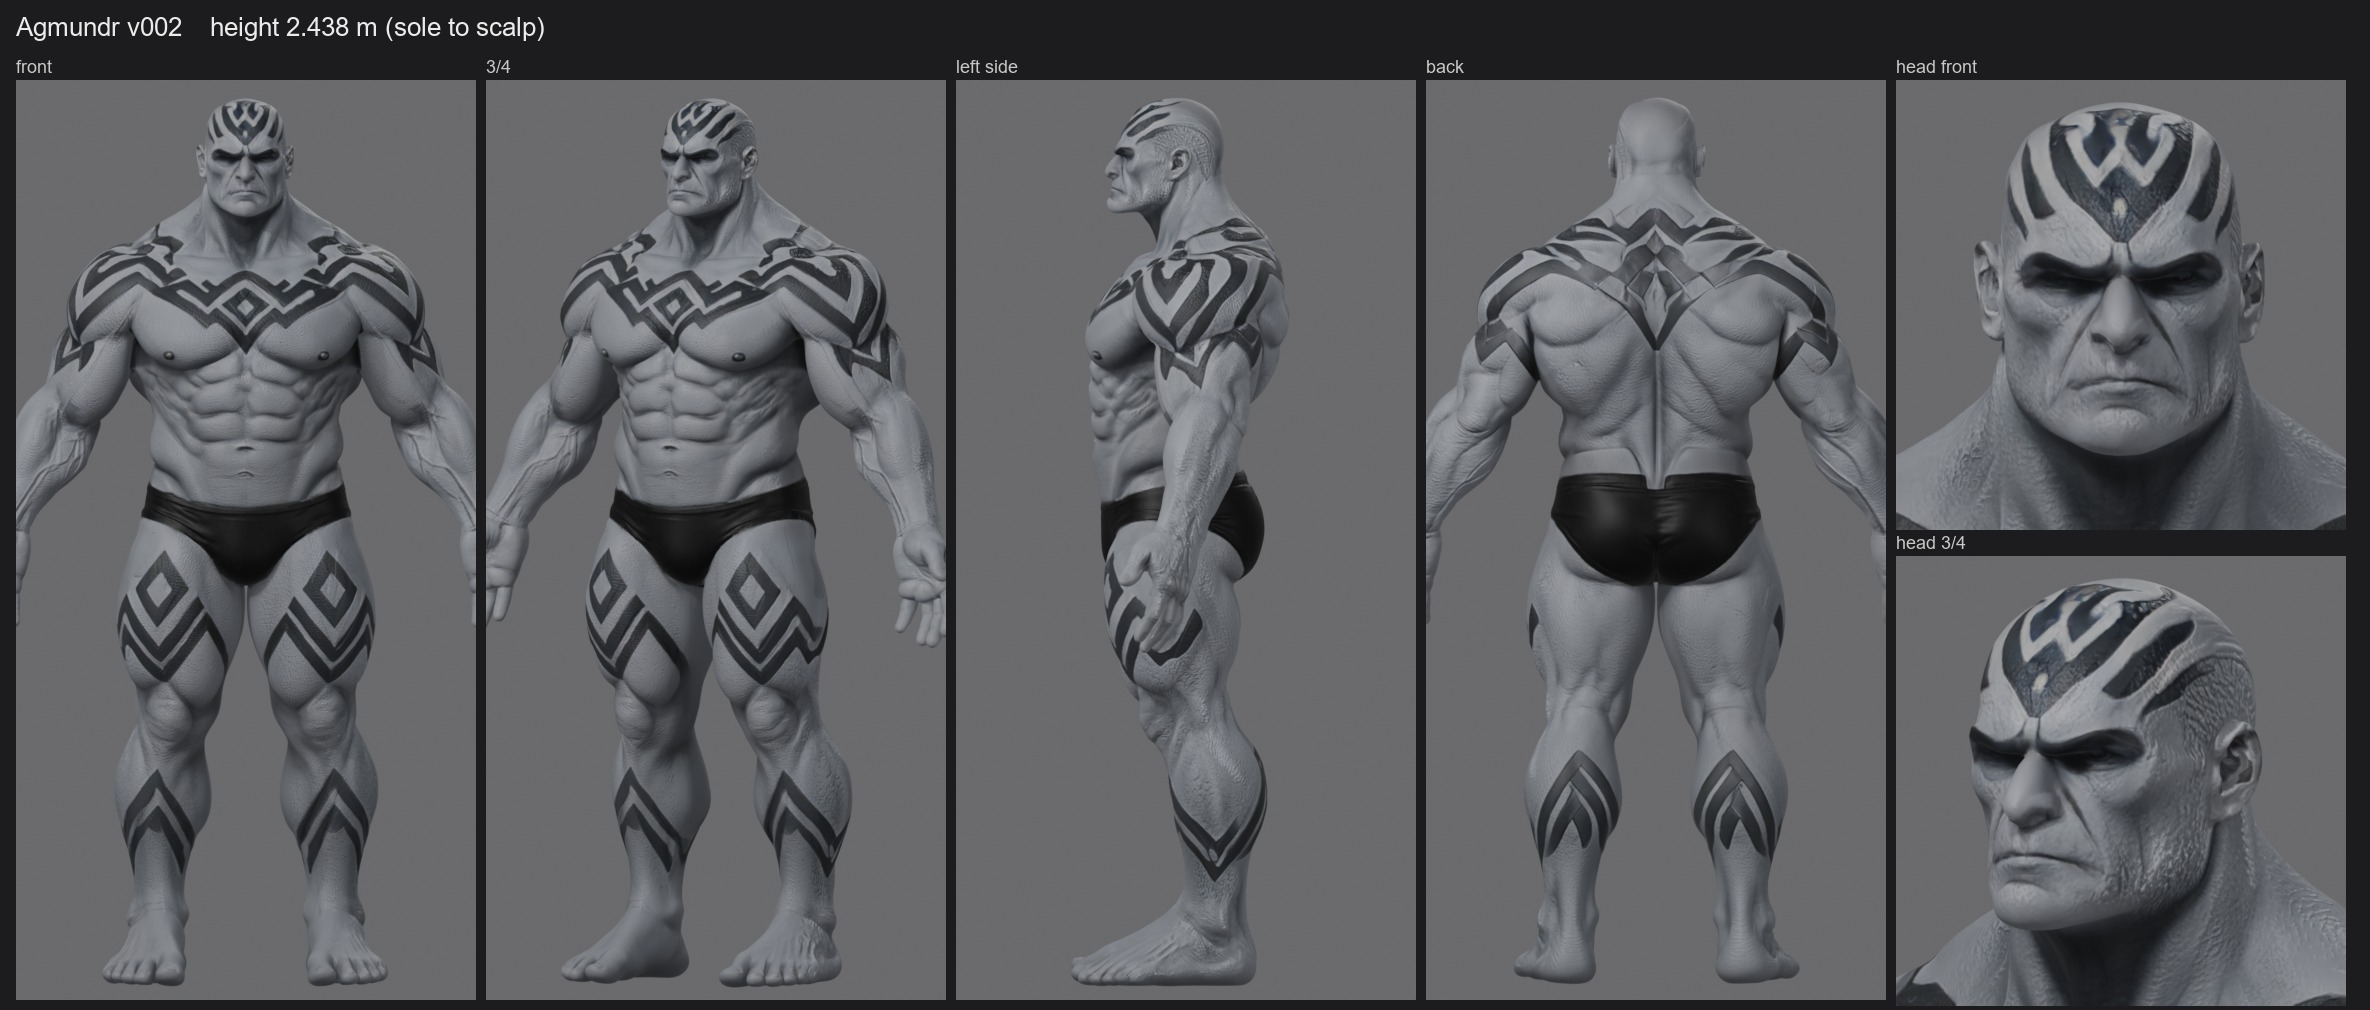 Agmundr v002 height 2.438 m (sole to scalp)
front
3/4
left side
back
head front
head 3/4